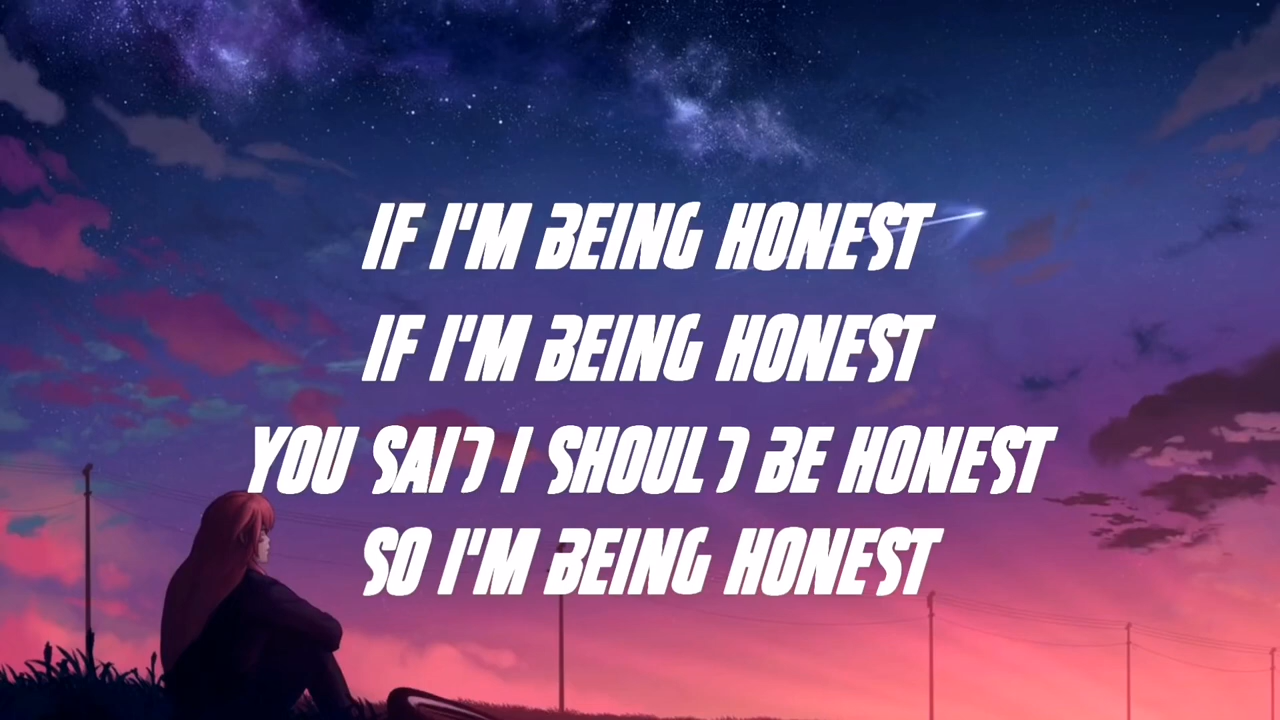 IF I'M BEING HONEST
IF I'M BEING HONEST
YOU SAID I SHOULD BE HONEST
SO I'M BEING HONEST